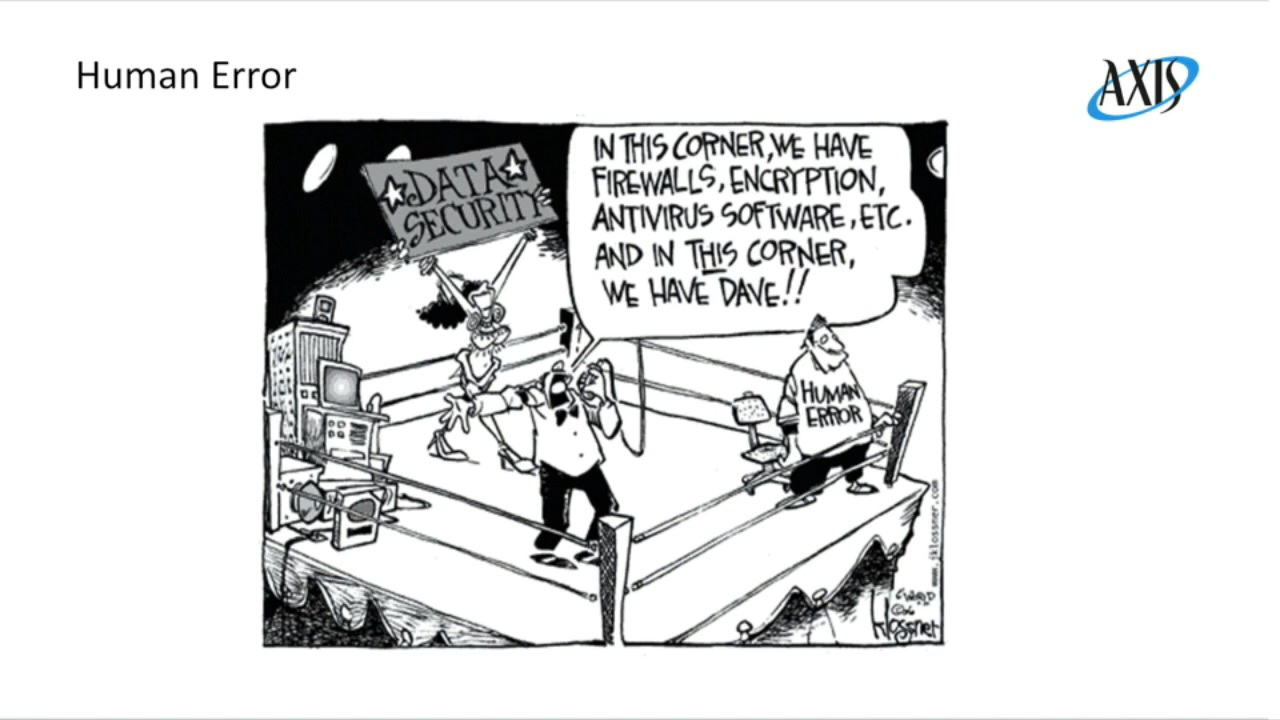 Human Error
AXIS
DATA
SECURITY
IN THIS CORNER, WE HAVE
FIREWALLS, ENCRYPTION,
ANTIVIRUS SOFTWARE, ETC.
AND IN THIS CORNER,
WE HAVE DAVE!!
HUMAN
ERROR
www.jklossner.com
klossner